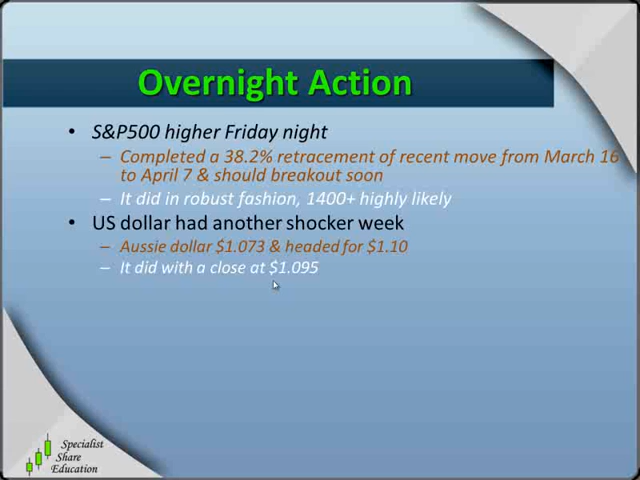 Overnight Action
• S&P500 higher Friday night
– Completed a 38.2% retracement of recent move from March 16
to April 7 & should breakout soon
– It did in robust fashion, 1400+ highly likely
• US dollar had another shocker week
– Aussie dollar $1.073 & headed for $1.10
– It did with a close at $1.095
Specialist
Share
Education